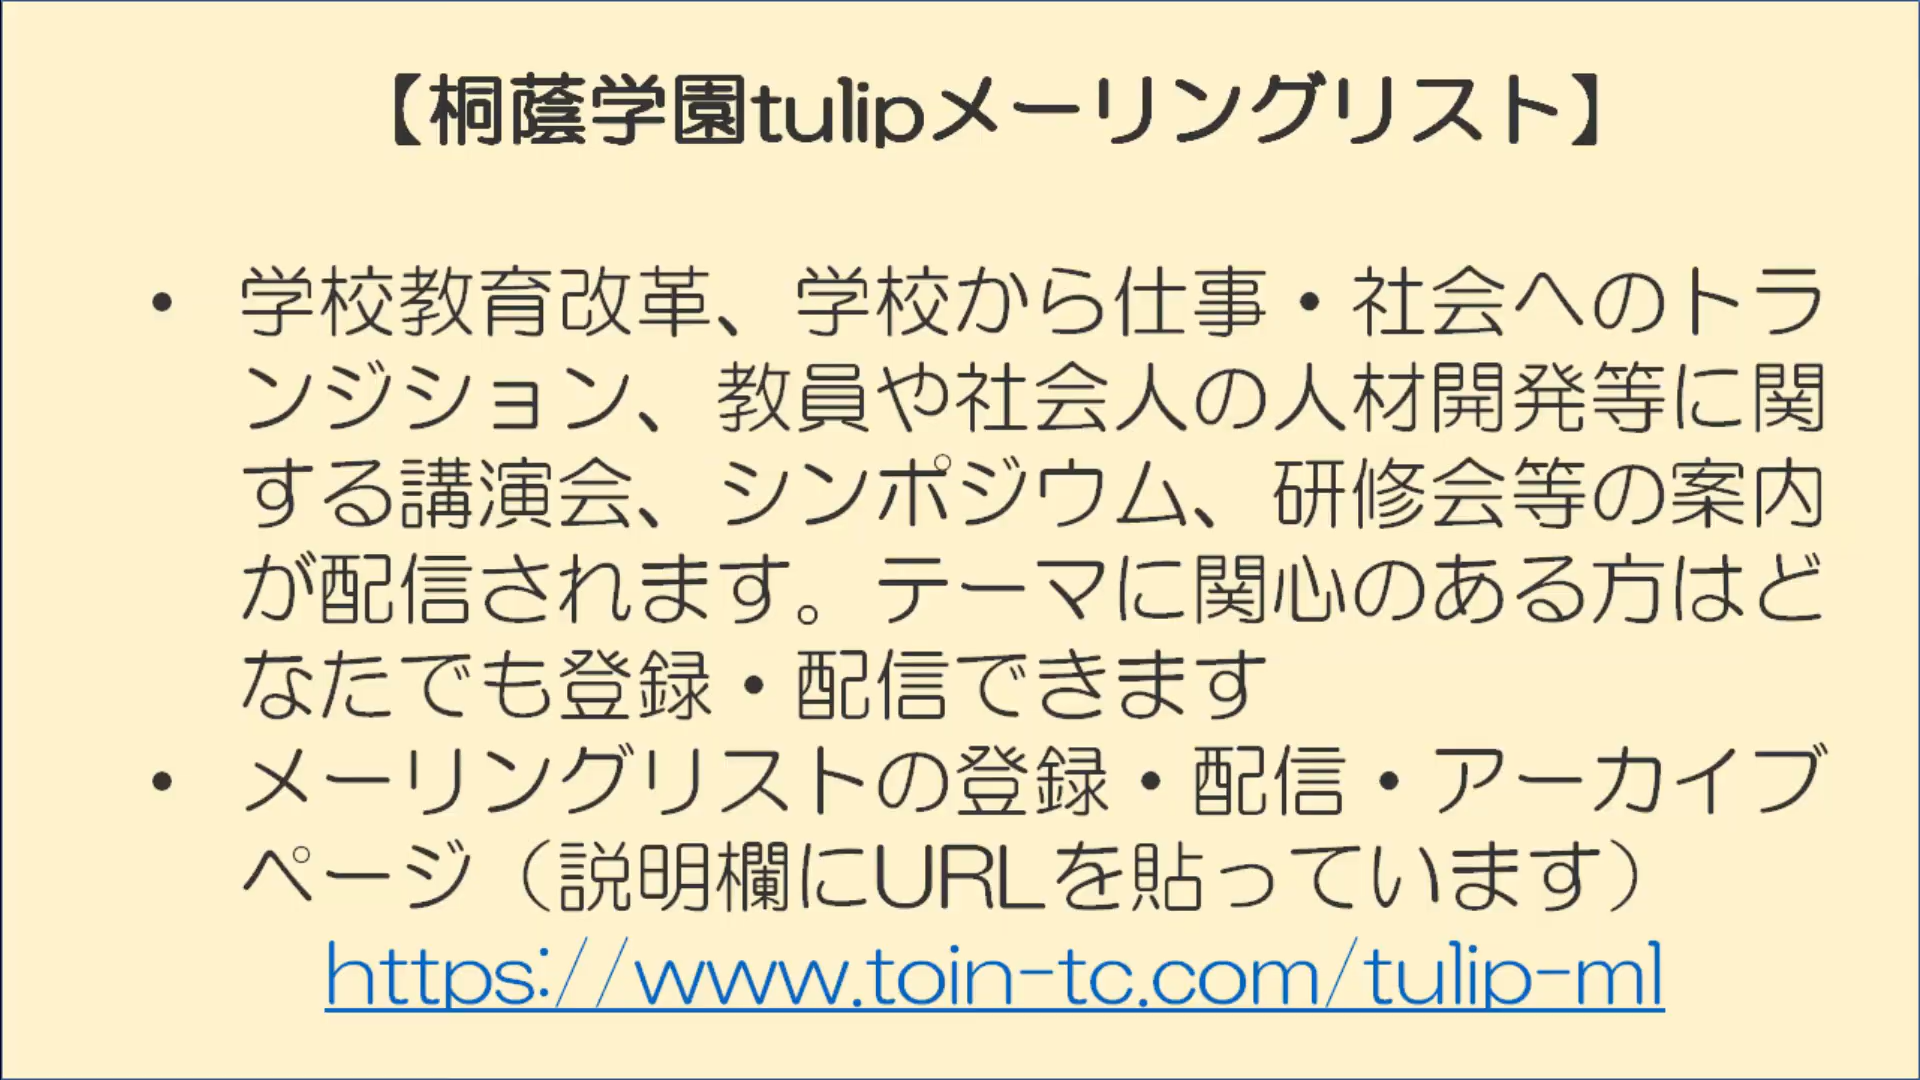 【桐蔭学園tulipメーリングリスト】
• 学校教育改革、学校から仕事・社会へのトラ
ンジション、教員や社会人の人材開発等に関
する講演会、シンポジウム、研修会等の案内
が配信されます。テーマに関心のある方はど
なたでも登録・配信できます
• メーリングリストの登録・配信・アーカイブ
ページ（説明欄にURLを貼っています）
https://www.toin-tc.com/tulip-ml